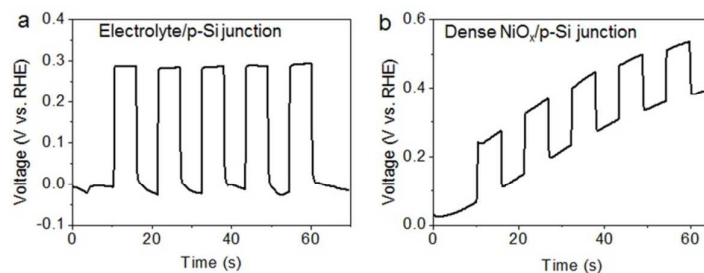 a
Electrolyte/p-Si junction
Voltage (V vs. RHE)
0.4
0.3
0.2
0.1
0.0
-0.1
0
20
40
60
Time (s)
b
Dense NiOx/p-Si junction
Voltage (V vs. RHE)
0.6
0.4
0.2
0.0
0
20
40
60
Time (s)